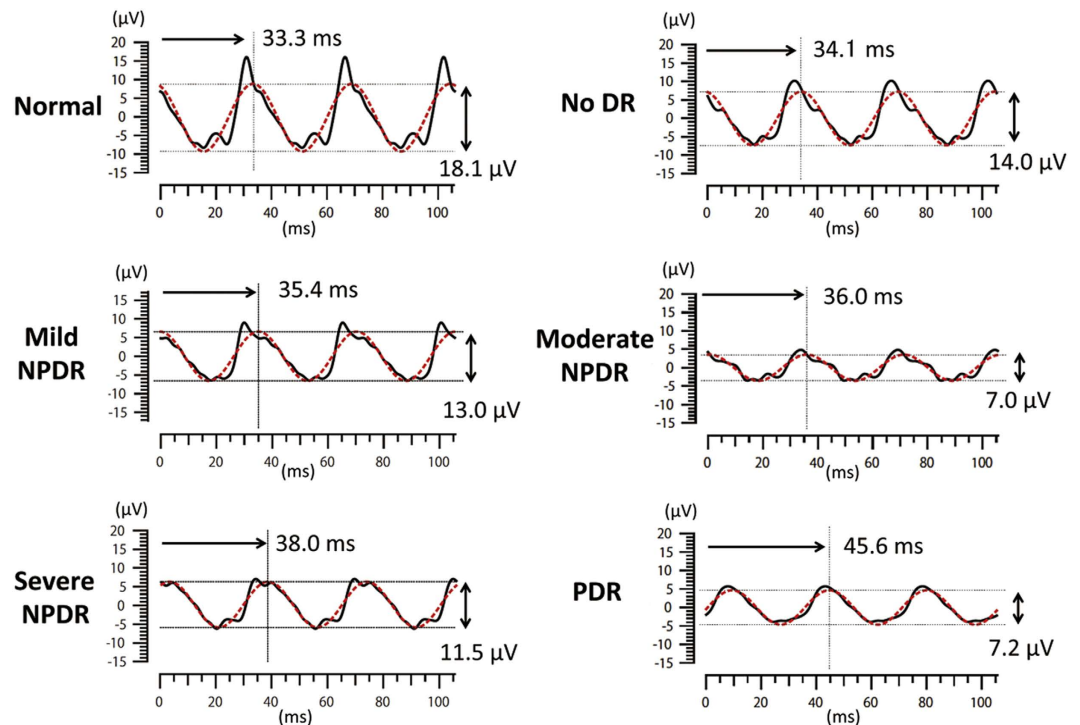 (μV)
20
15
10
5
0
-5
-10
-15
Normal
33.3 ms
18.1 μV
0 20 40 60 80 100
(ms)
(μV)
20
15
10
5
0
-5
-10
-15
No DR
34.1 ms
14.0 μV
0 20 40 60 80 100
(ms)
(μV)
15
10
5
0
-5
-10
-15
Mild
NPDR
35.4 ms
13.0 μV
0 20 40 60 80 100
(ms)
(μV)
15
10
5
0
-5
-10
-15
Moderate
NPDR
36.0 ms
7.0 μV
0 20 40 60 80 100
(ms)
(μV)
20
15
10
5
0
-5
-10
-15
Severe
NPDR
38.0 ms
11.5 μV
0 20 40 60 80 100
(ms)
(μV)
20
15
10
5
0
-5
-10
-15
PDR
45.6 ms
7.2 μV
0 20 40 60 80 100
(ms)